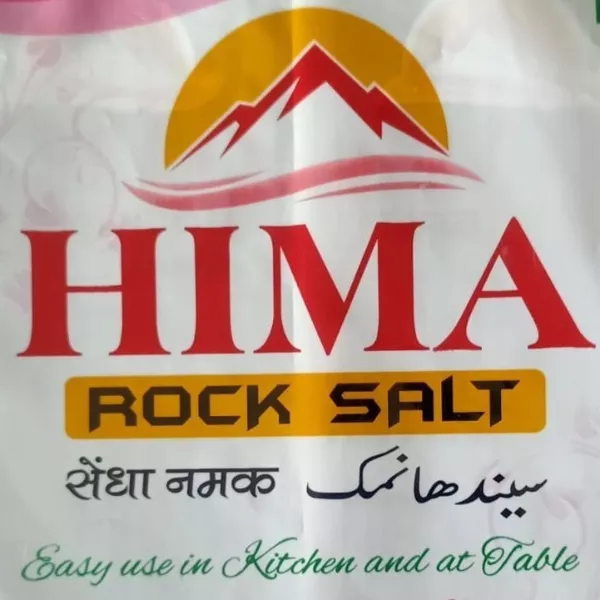 HIMA
ROCK SALT
सेंधा नमक سیندھا نمک
Easy use in Kitchen and at Table